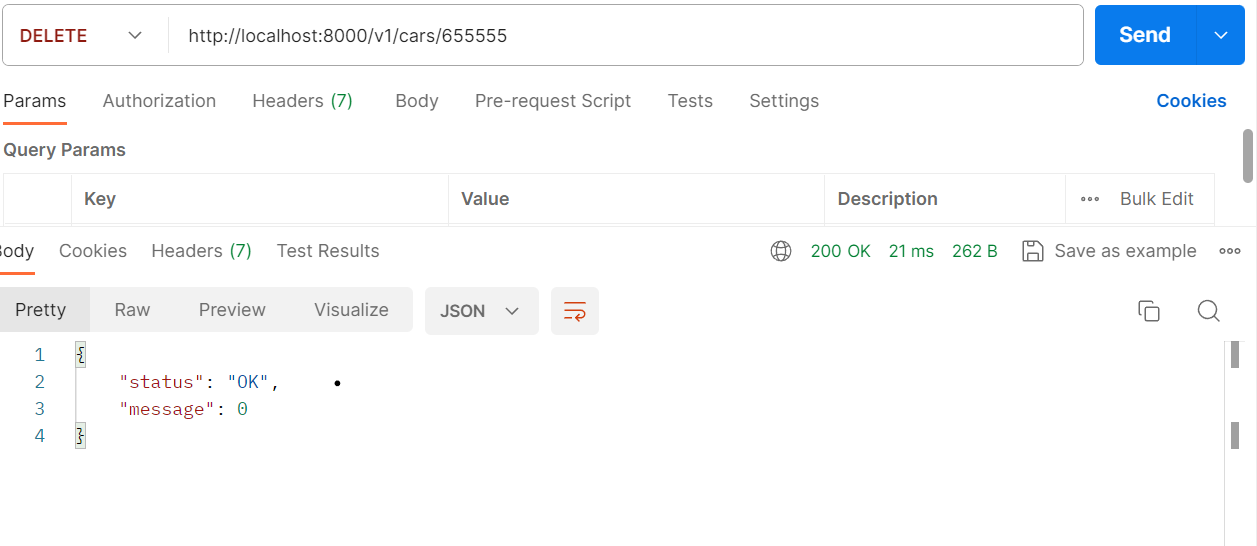 DELETE http://localhost:8000/v1/cars/655555 Send
Params Authorization Headers (7) Body Pre-request Script Tests Settings Cookies
Query Params
Key Value Description Bulk Edit
Body Cookies Headers (7) Test Results 200 OK 21 ms 262 B Save as example
Pretty Raw Preview Visualize JSON
1 {
2 "status": "OK",
3 "message": 0
4 }